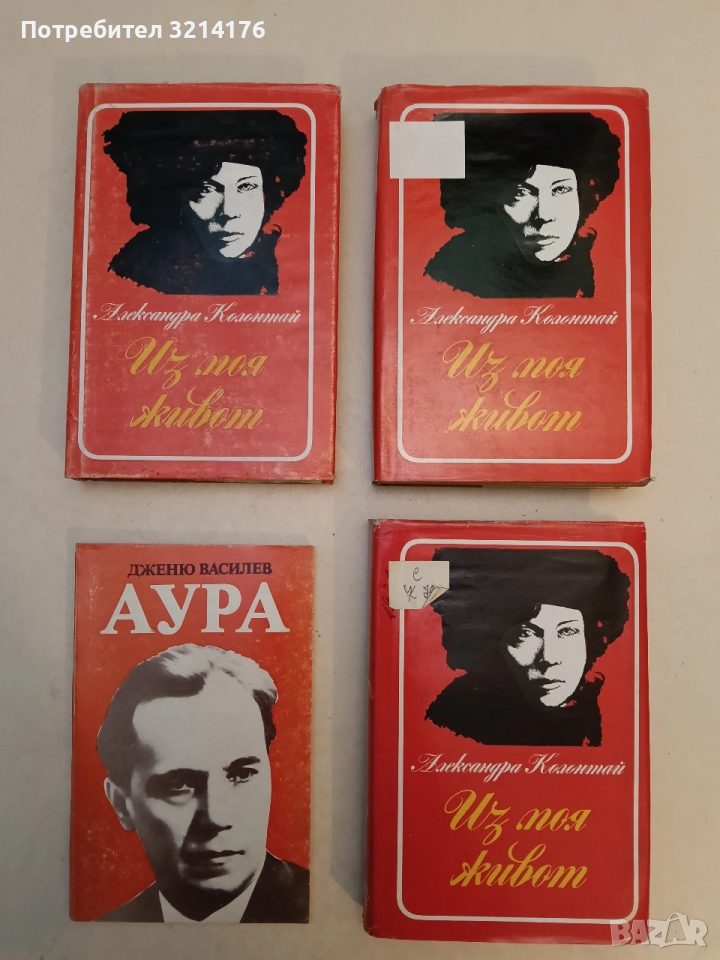 Потребител 3214176
Александра Колонтай
Из моя
живот
Александра Колонтай
Из моя
живот
ДЖЕНЮ ВАСИЛЕВ
АУРА
Александра Колонтай
Из моя
живот
BAZAR